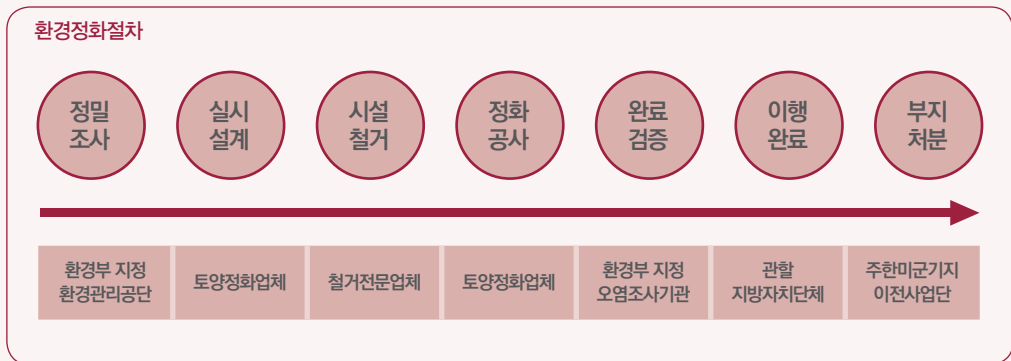 환경정화절차
정밀
조사
실시
설계
시설
철거
정화
공사
완료
검증
이행
완료
부지
처분
환경부 지정
환경관리공단
토양정화업체
철거전문업체
토양정화업체
환경부 지정
오염조사기관
관할
지방자치단체
주한미군기지
이전사업단